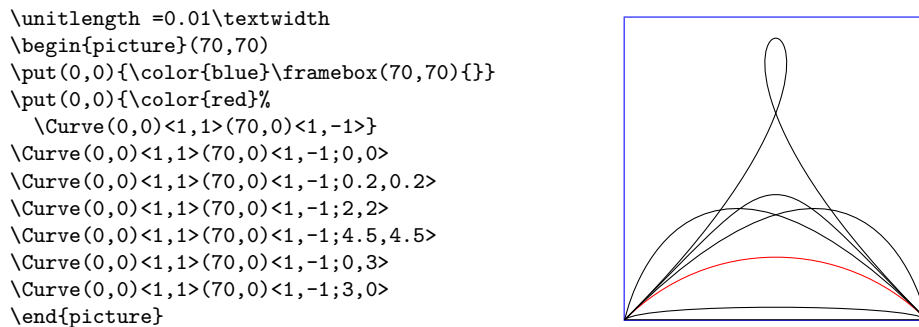 \unitlength =0.01\textwidth
\begin{picture}(70,70)
\put(0,0){\color{blue}\framebox(70,70){}}
\put(0,0){\color{red}%
\Curve(0,0)<1,1>(70,0)<1,-1>}
\Curve(0,0)<1,1>(70,0)<1,-1;0,0>
\Curve(0,0)<1,1>(70,0)<1,-1;0.2,0.2>
\Curve(0,0)<1,1>(70,0)<1,-1;2,2>
\Curve(0,0)<1,1>(70,0)<1,-1;4.5,4.5>
\Curve(0,0)<1,1>(70,0)<1,-1;0,3>
\Curve(0,0)<1,1>(70,0)<1,-1;3,0>
\end{picture}